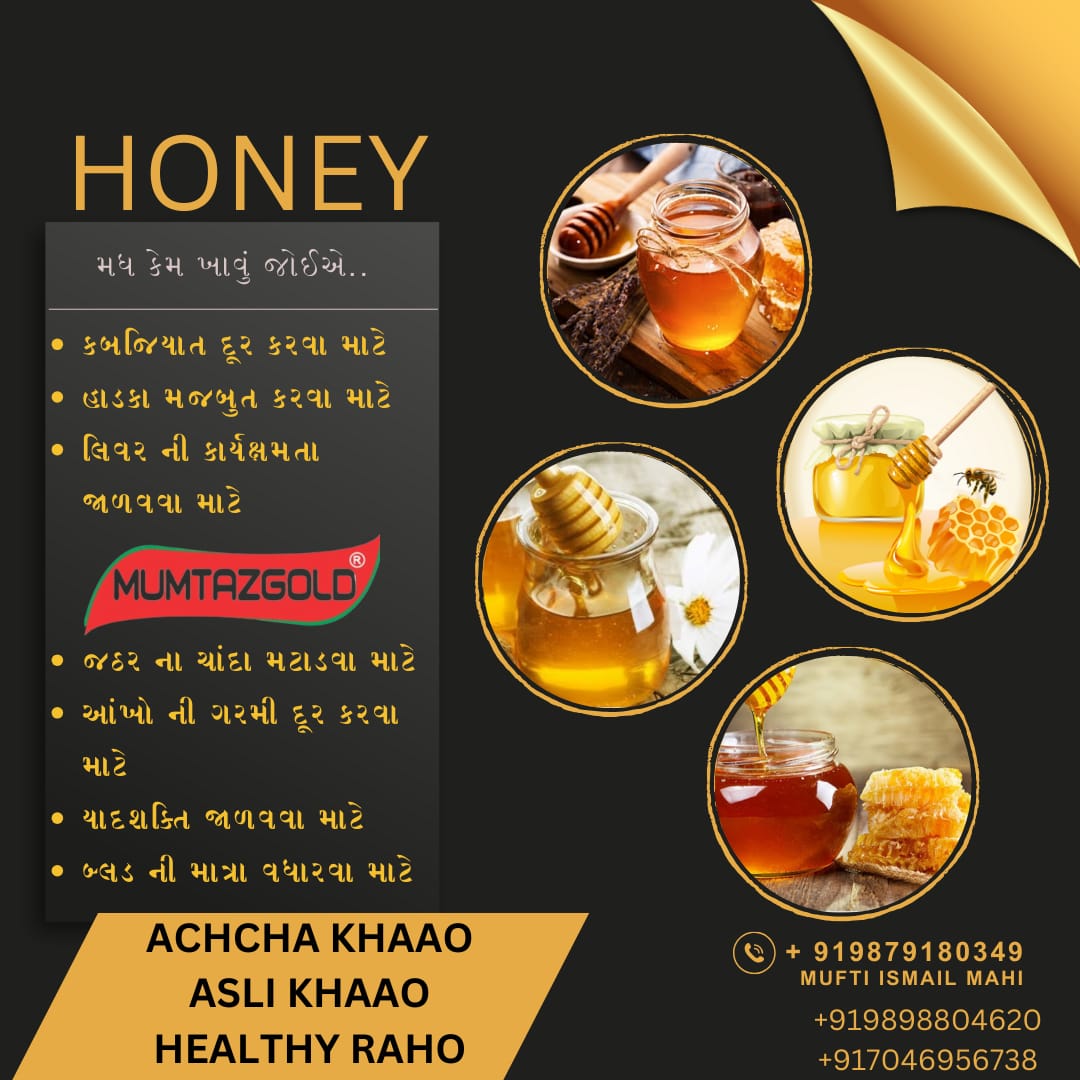 HONEY
મધ કેમ ખાવું જોઈએ..
• કબજિયાત દૂર કરવા માટે
• હાડકા મજબુત કરવા માટે
• લિવર ની કાર્યક્ષમતા
જાળવવા માટે
MUMTAZGOLD®
• જઠર ના ચાંદા મટાડવા માટે
• આંખો ની ગરમી દૂર કરવા
માટે
• યાદશક્તિ જાળવવા માટે
• બ્લડ ની માત્રા વધારવા માટે
ACHCHA KHAAO
ASLI KHAAO
HEALTHY RAHO
+ 919879180349
MUFTI ISMAIL MAHI
+919898804620
+917046956738